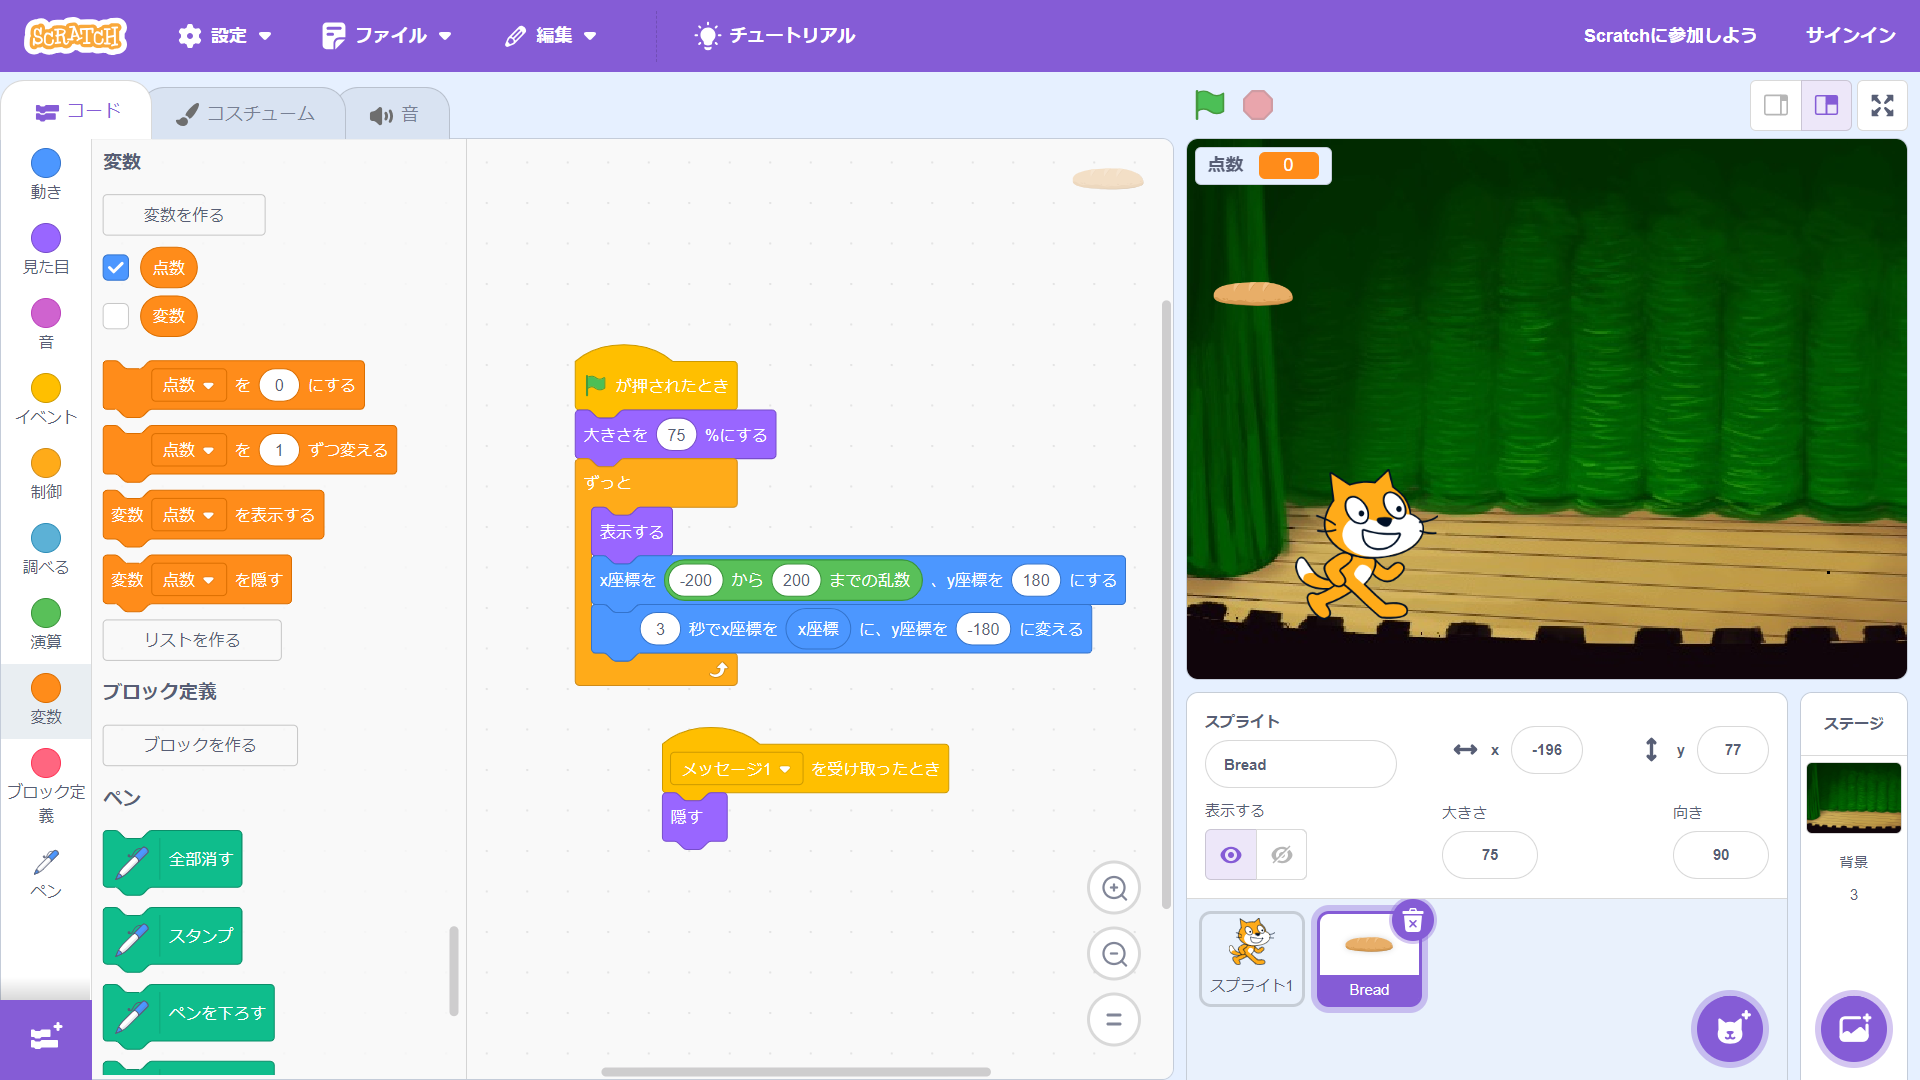 SCRATCH 設定 ファイル 編集 チュートリアル Scratchに参加しよう サインイン
コード コスチューム 音
動き
見た目
音
イベント
制御
調べる
演算
変数
ブロック定
義
ペン
変数
変数を作る
点数
変数
点数 を 0 にする
点数 を 1 ずつ変える
変数 点数 を表示する
変数 点数 を隠す
リストを作る
ブロック定義
ブロックを作る
ペン
全部消す
スタンプ
ペンを下ろす
が押されたとき
大きさを 75 %にする
ずっと
表示する
x座標を -200 から 200 までの乱数 、y座標を 180 にする
3 秒でx座標を x座標 に、y座標を -180 に変える
メッセージ1 を受け取ったとき
隠す
点数 0
スプライト
Bread
x -196 y 77
表示する 大きさ 向き
75 90
スプライト1
Bread
ステージ
背景
3